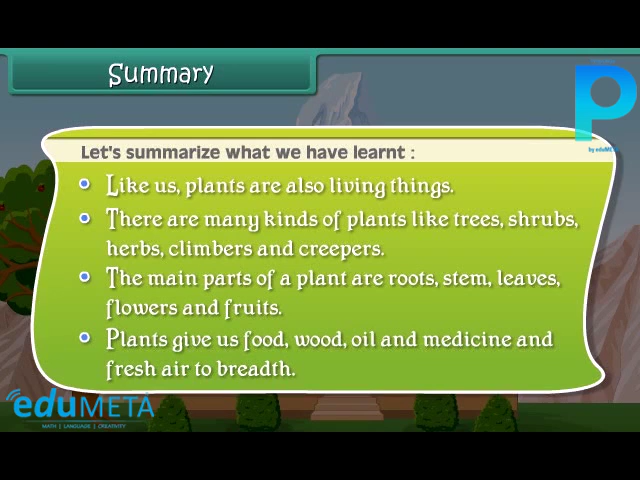 Summary
P
by eduMETA
Let's summarize what we have learnt :
Like us, plants are also living things.
There are many kinds of plants like trees, shrubs,
herbs, climbers and creepers.
The main parts of a plant are roots, stem, leaves,
flowers and fruits.
Plants give us food, wood, oil and medicine and
fresh air to breadth.
eduMETA
MATH | LANGUAGE | CREATIVITY